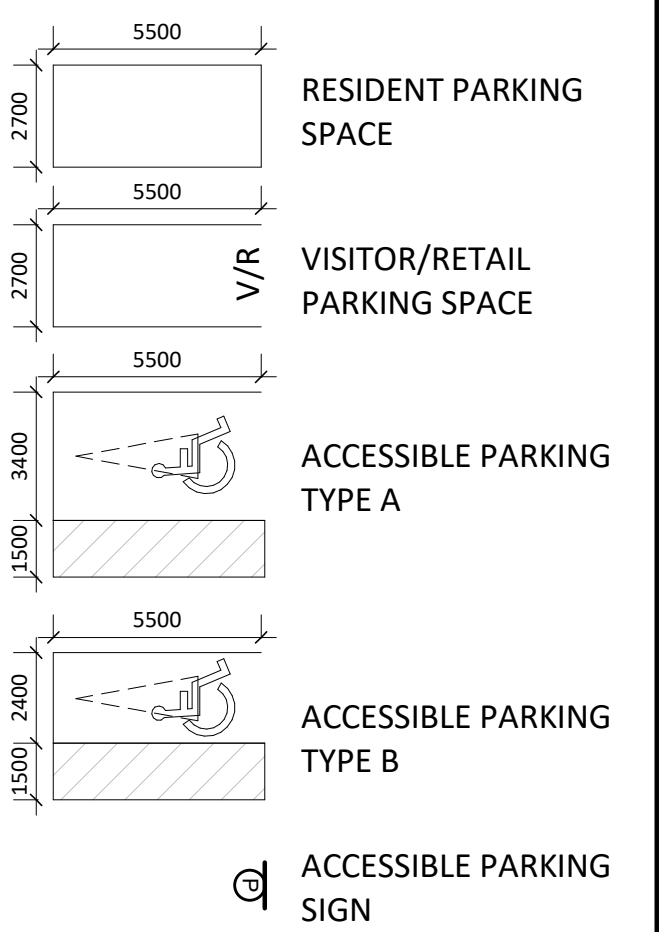 5500
2700
RESIDENT PARKING
SPACE
5500
2700
V/R
VISITOR/RETAIL
PARKING SPACE
5500
3400
1500
ACCESSIBLE PARKING
TYPE A
5500
2400
1500
ACCESSIBLE PARKING
TYPE B
P
ACCESSIBLE PARKING
SIGN